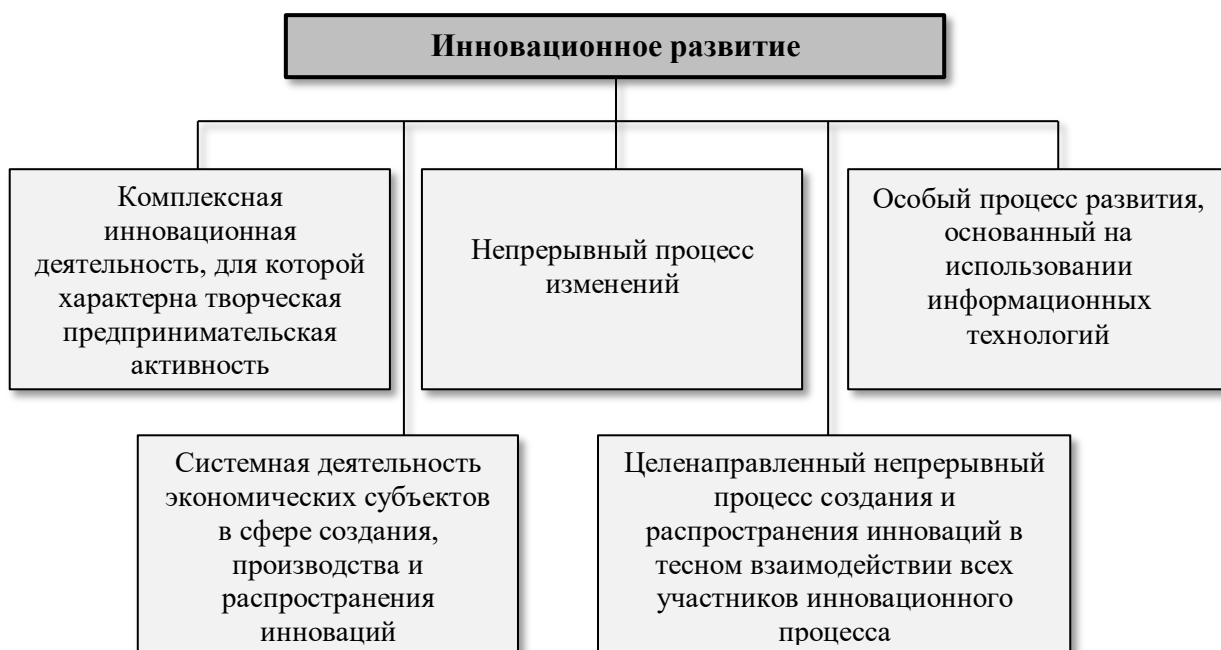 Инновационное развитие
Комплексная
инновационная
деятельность, для которой
характерна творческая
предпринимательская
активность
Непрерывный процесс
изменений
Особый процесс развития,
основанный на
использовании
информационных
технологий
Системная деятельность
экономических субъектов
в сфере создания,
производства и
распространения
инноваций
Целенаправленный непрерывный
процесс создания и
распространения инноваций в
тесном взаимодействии всех
участников инновационного
процесса